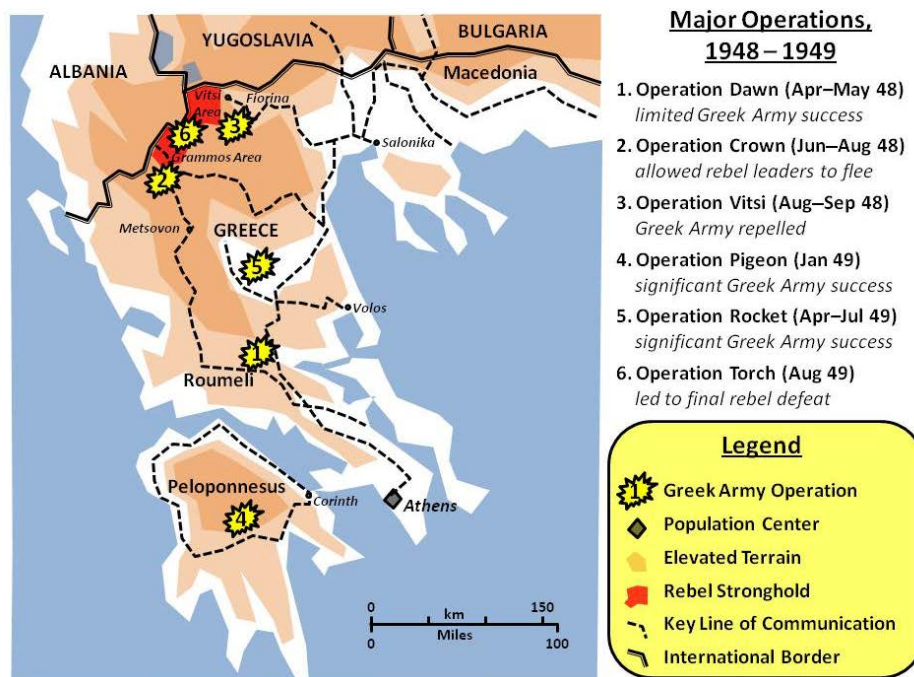 YUGOSLAVIA
BULGARIA
ALBANIA
Macedonia
Vitsi
Area
Florina
3
6
Salonika
Grammos Area
2
Metsovon
GREECE
5
Volos
1
Roumeli
Peloponnesus
Corinth
Athens
4
0
150
km
Miles
0
100
Major Operations,
1948 – 1949
1. Operation Dawn (Apr–May 48)
limited Greek Army success
2. Operation Crown (Jun–Aug 48)
allowed rebel leaders to flee
3. Operation Vitsi (Aug–Sep 48)
Greek Army repelled
4. Operation Pigeon (Jan 49)
significant Greek Army success
5. Operation Rocket (Apr–Jul 49)
significant Greek Army success
6. Operation Torch (Aug 49)
led to final rebel defeat
Legend
1 Greek Army Operation
Population Center
Elevated Terrain
Rebel Stronghold
Key Line of Communication
International Border